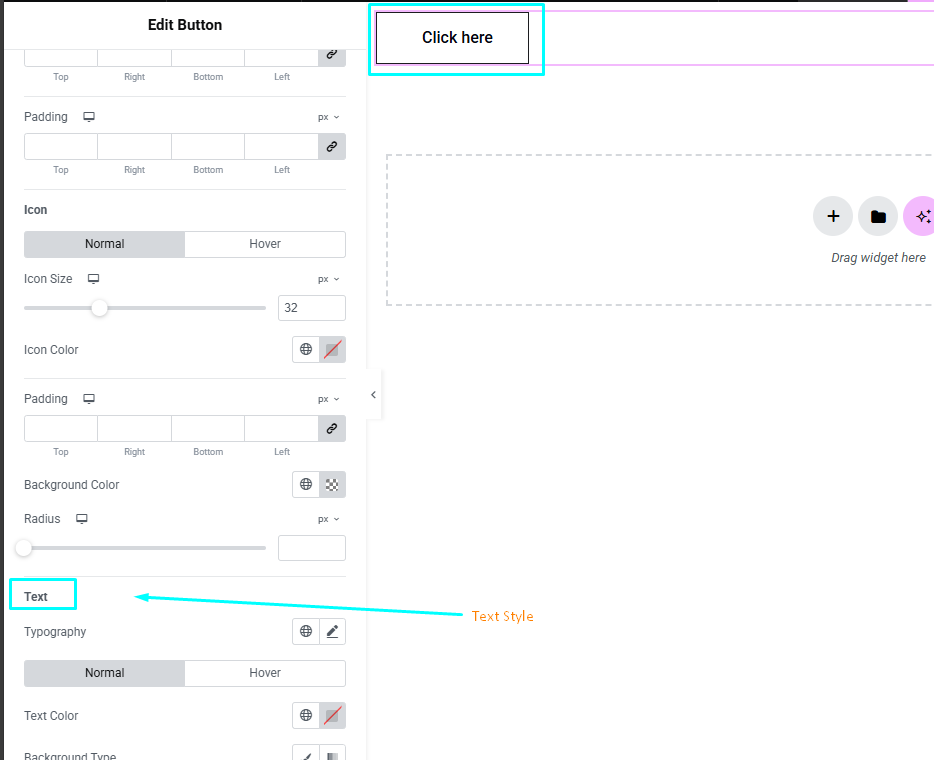 Edit Button
Click here
Top Right Bottom Left
Padding px
Top Right Bottom Left
Icon
Normal Hover
Icon Size px
32
Icon Color
Padding px
Top Right Bottom Left
Background Color
Radius px
Text
Typography
Normal Hover
Text Color
Background Type
Drag widget here
Text Style